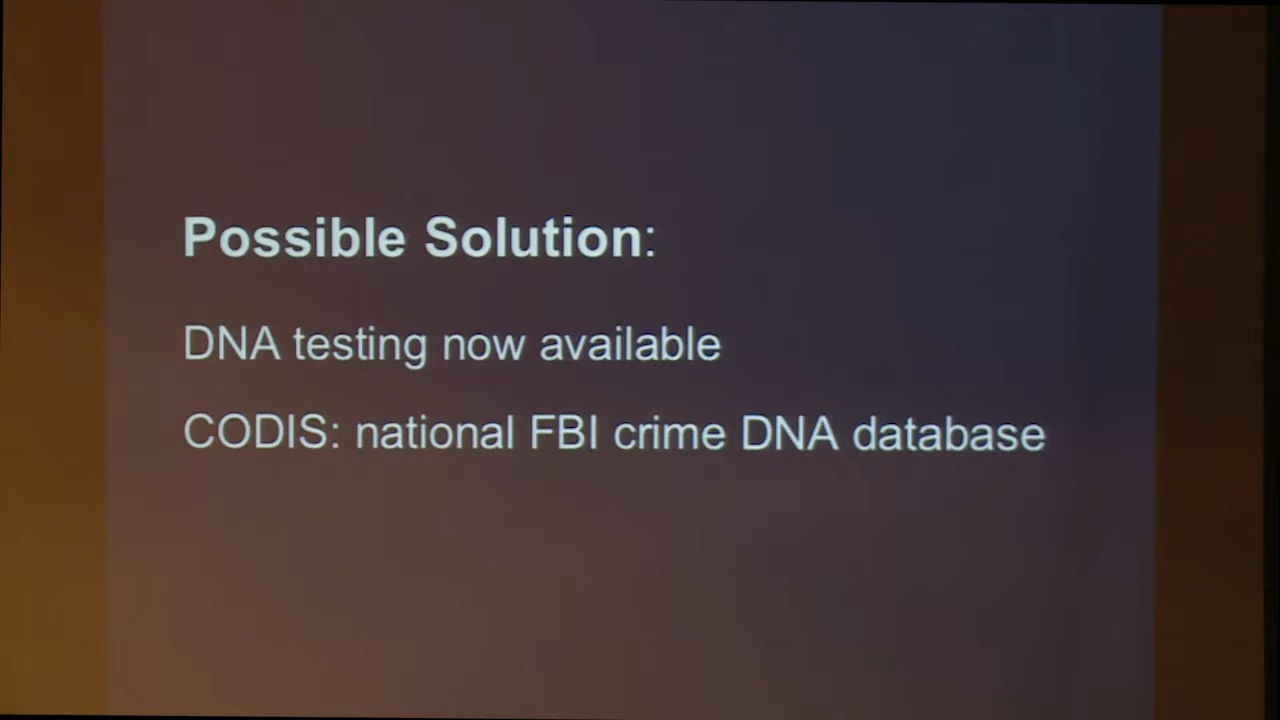 Possible Solution:
DNA testing now available
CODIS: national FBI crime DNA database